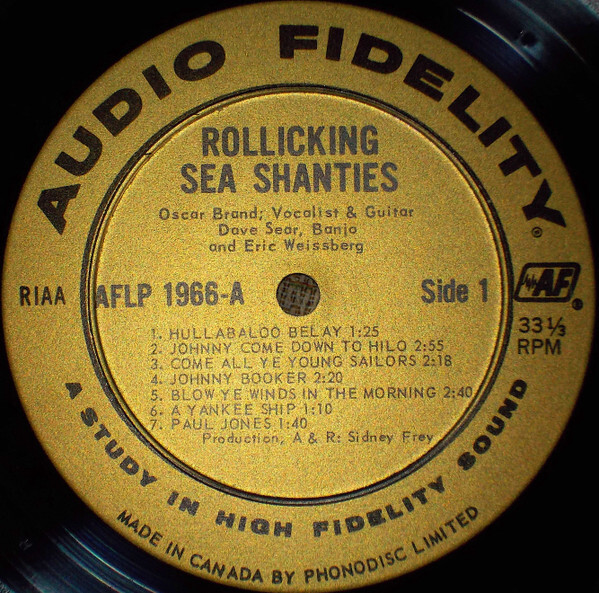 AUDIO FIDELITY®
ROLLICKING
SEA SHANTIES
Oscar Brand; Vocalist & Guitar
Dave Sear, Banjo
and Eric Weissberg
RIAA
AFLP 1966-A
Side 1
AF®
33 1/3
RPM
1. HULLABALOO BELAY 1:25
2. JOHNNY COME DOWN TO HILO 2:55
3. COME ALL YE YOUNG SAILORS 2:18
4. JOHNNY BOOKER 2:20
5. BLOW YE WINDS IN THE MORNING 2:40
6. A YANKEE SHIP 1:10
7. PAUL JONES 1:40
Production, A & R: Sidney Frey
A STUDY IN HIGH FIDELITY SOUND
MADE IN CANADA BY PHONODISC LIMITED